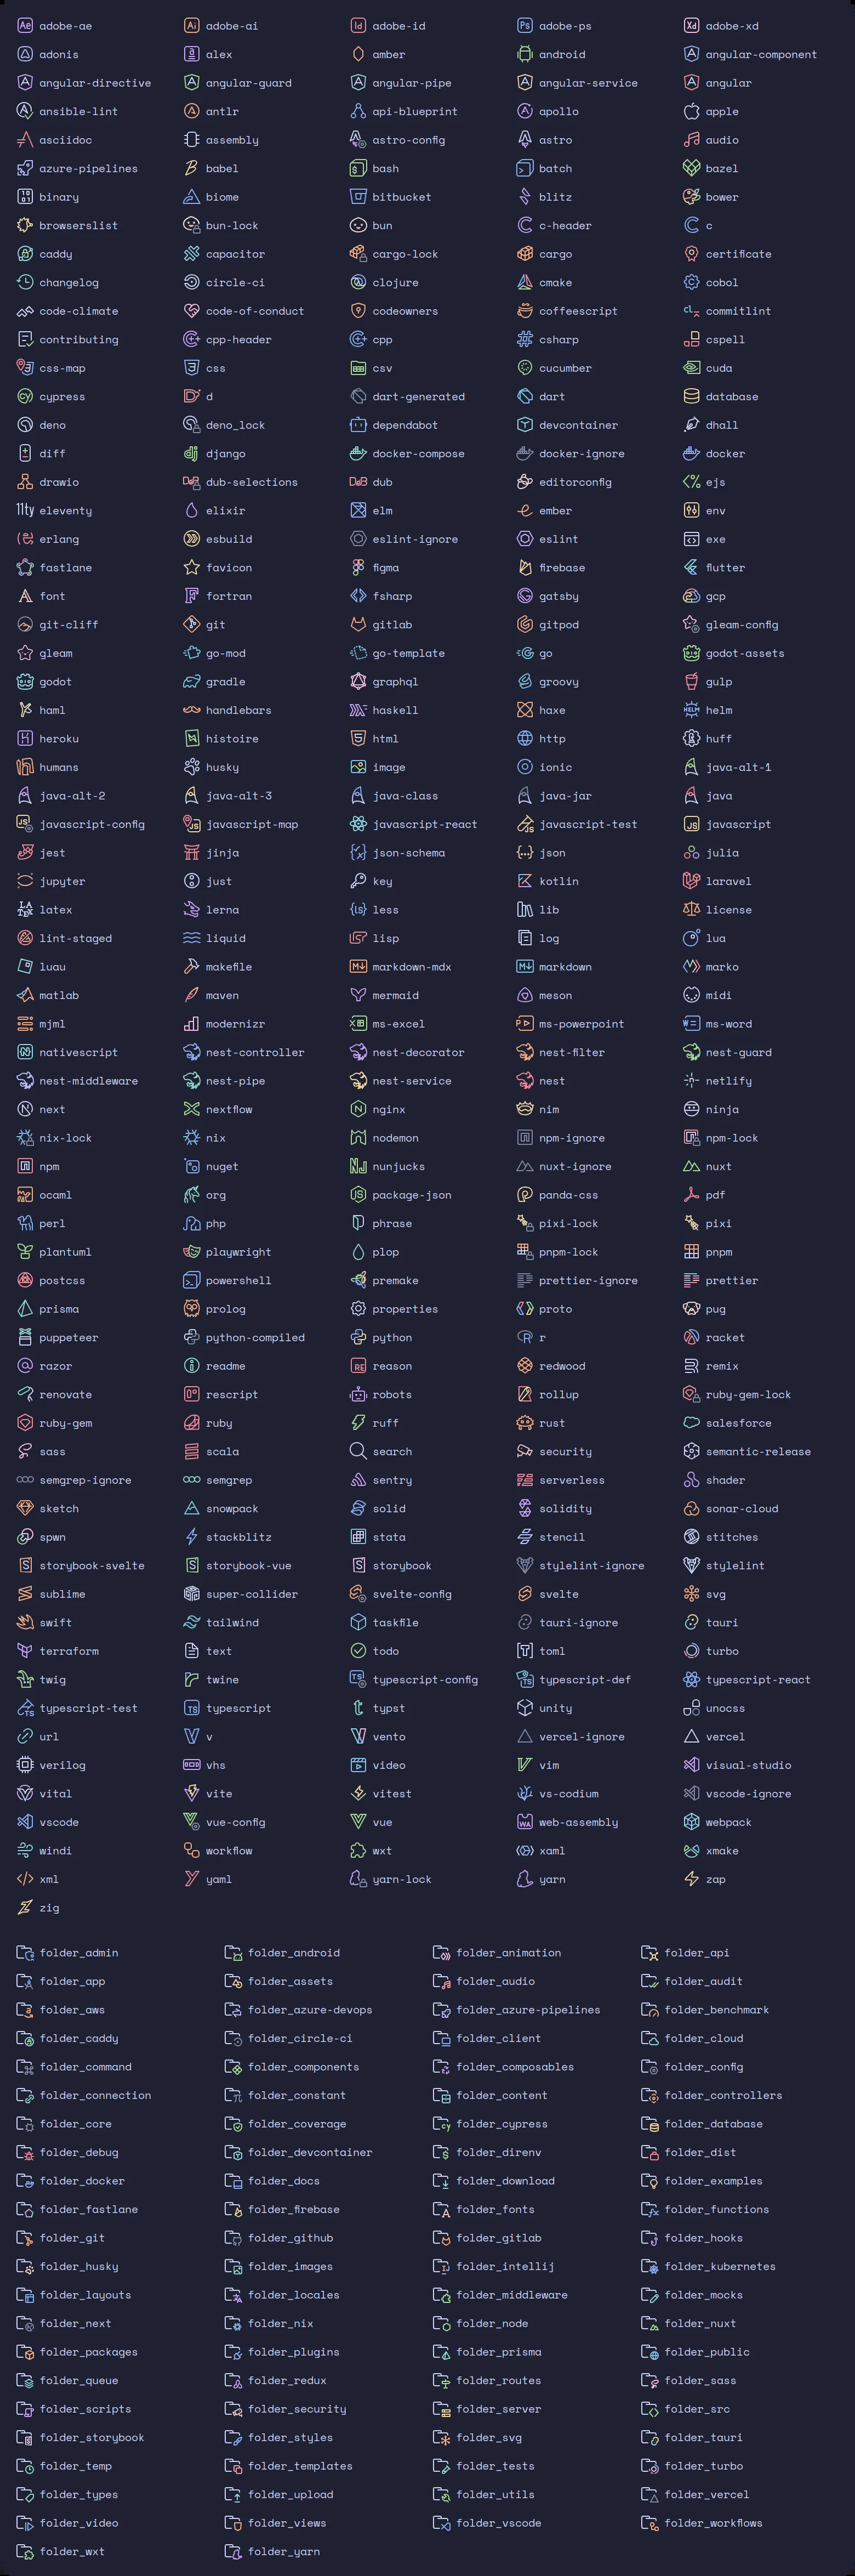 adobe-ae adobe-ai adobe-id adobe-ps adobe-xd
adonis alex amber android angular-component
angular-directive angular-guard angular-pipe angular-service angular
ansible-lint antlr api-blueprint apollo apple
asciidoc assembly astro-config astro audio
azure-pipelines babel bash batch bazel
binary biome bitbucket blitz bower
browserslist bun-lock bun c-header c
caddy capacitor cargo-lock cargo certificate
changelog circle-ci clojure cmake cobol
code-climate code-of-conduct codeowners coffeescript commitlint
contributing cpp-header cpp csharp cspell
css-map css csv cucumber cuda
cypress d dart-generated dart database
deno deno_lock dependabot devcontainer dhall
diff django docker-compose docker-ignore docker
drawio dub-selections dub editorconfig ejs
eleventy elixir elm ember env
erlang esbuild eslint-ignore eslint exe
fastlane favicon figma firebase flutter
font fortran fsharp gatsby gcp
git-cliff git gitlab gitpod gleam-config
gleam go-mod go-template go godot-assets
godot gradle graphql groovy gulp
haml handlebars haskell haxe helm
heroku histoire html http huff
humans husky image ionic java-alt-1
java-alt-2 java-alt-3 java-class java-jar java
javascript-config javascript-map javascript-react javascript-test javascript
jest jinja json-schema json julia
jupyter just key kotlin laravel
latex lerna less lib license
lint-staged liquid lisp log lua
luau makefile markdown-mdx markdown marko
matlab maven mermaid meson midi
mjml modernizr ms-excel ms-powerpoint ms-word
nativescript nest-controller nest-decorator nest-filter nest-guard
nest-middleware nest-pipe nest-service nest netlify
next nextflow nginx nim ninja
nix-lock nix nodemon npm-ignore npm-lock
npm nuget nunjucks nuxt-ignore nuxt
ocaml org package-json panda-css pdf
perl php phrase pixi-lock pixi
plantuml playwright plop pnpm-lock pnpm
postcss powershell premake prettier-ignore prettier
prisma prolog properties proto pug
puppeteer python-compiled python r racket
razor readme reason redwood remix
renovate rescript robots rollup ruby-gem-lock
ruby-gem ruby ruff rust salesforce
sass scala search security semantic-release
semgrep-ignore semgrep sentry serverless shader
sketch snowpack solid solidity sonar-cloud
spwn stackblitz stata stencil stitches
storybook-svelte storybook-vue storybook stylelint-ignore stylelint
sublime super-collider svelte-config svelte svg
swift tailwind taskfile tauri-ignore tauri
terraform text todo toml turbo
twig twine typescript-config typescript-def typescript-react
typescript-test typescript typst unity unocss
url v vento vercel-ignore vercel
verilog vhs video vim visual-studio
vital vite vitest vs-codium vscode-ignore
vscode vue-config vue web-assembly webpack
windi workflow wxt xaml xmake
xml yaml yarn-lock yarn zap
zig
folder_admin folder_android folder_animation folder_api
folder_app folder_assets folder_audio folder_audit
folder_aws folder_azure-devops folder_azure-pipelines folder_benchmark
folder_caddy folder_circle-ci folder_client folder_cloud
folder_command folder_components folder_composables folder_config
folder_connection folder_constant folder_content folder_controllers
folder_core folder_coverage folder_cypress folder_database
folder_debug folder_devcontainer folder_direnv folder_dist
folder_docker folder_docs folder_download folder_examples
folder_fastlane folder_firebase folder_fonts folder_functions
folder_git folder_github folder_gitlab folder_hooks
folder_husky folder_images folder_intellij folder_kubernetes
folder_layouts folder_locales folder_middleware folder_mocks
folder_next folder_nix folder_node folder_nuxt
folder_packages folder_plugins folder_prisma folder_public
folder_queue folder_redux folder_routes folder_sass
folder_scripts folder_security folder_server folder_src
folder_storybook folder_styles folder_svg folder_tauri
folder_temp folder_templates folder_tests folder_turbo
folder_types folder_upload folder_utils folder_vercel
folder_video folder_views folder_vscode folder_workflows
folder_wxt folder_yarn